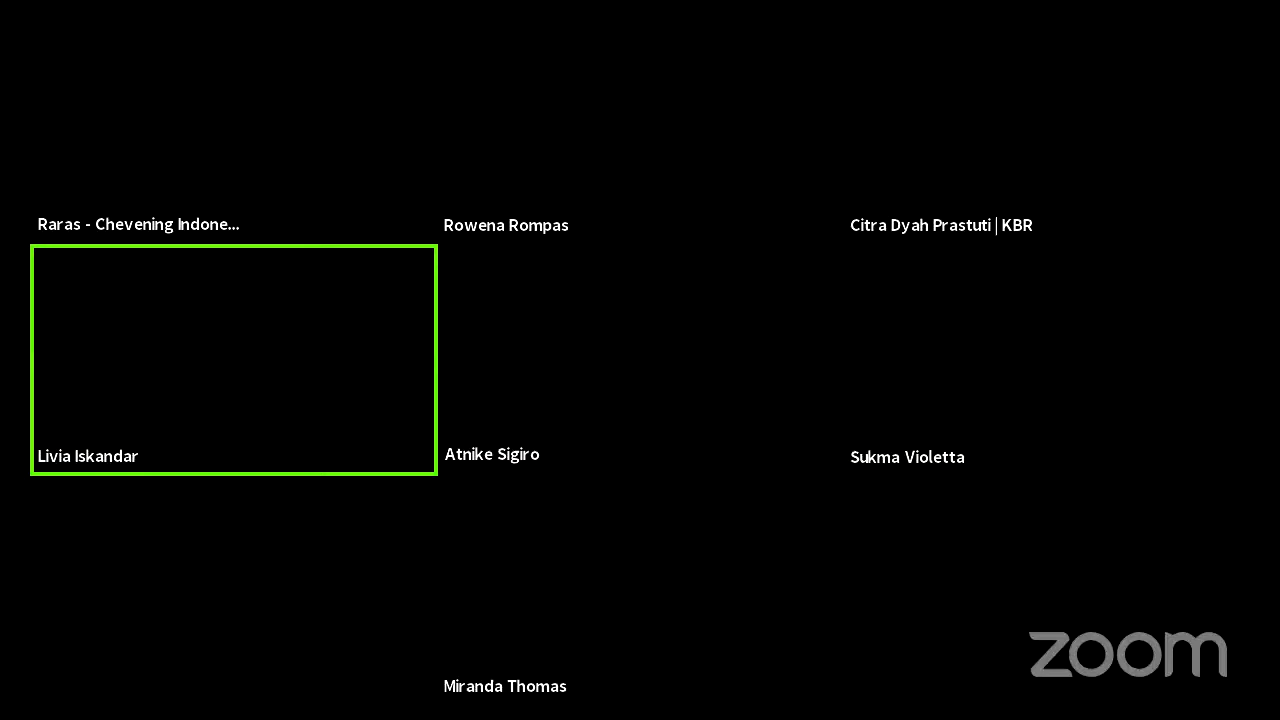 Raras - Chevening Indone...
Rowena Rompas
Citra Dyah Prastuti | KBR
Livia Iskandar
Atnike Sigiro
Sukma Violetta
Miranda Thomas
zoom